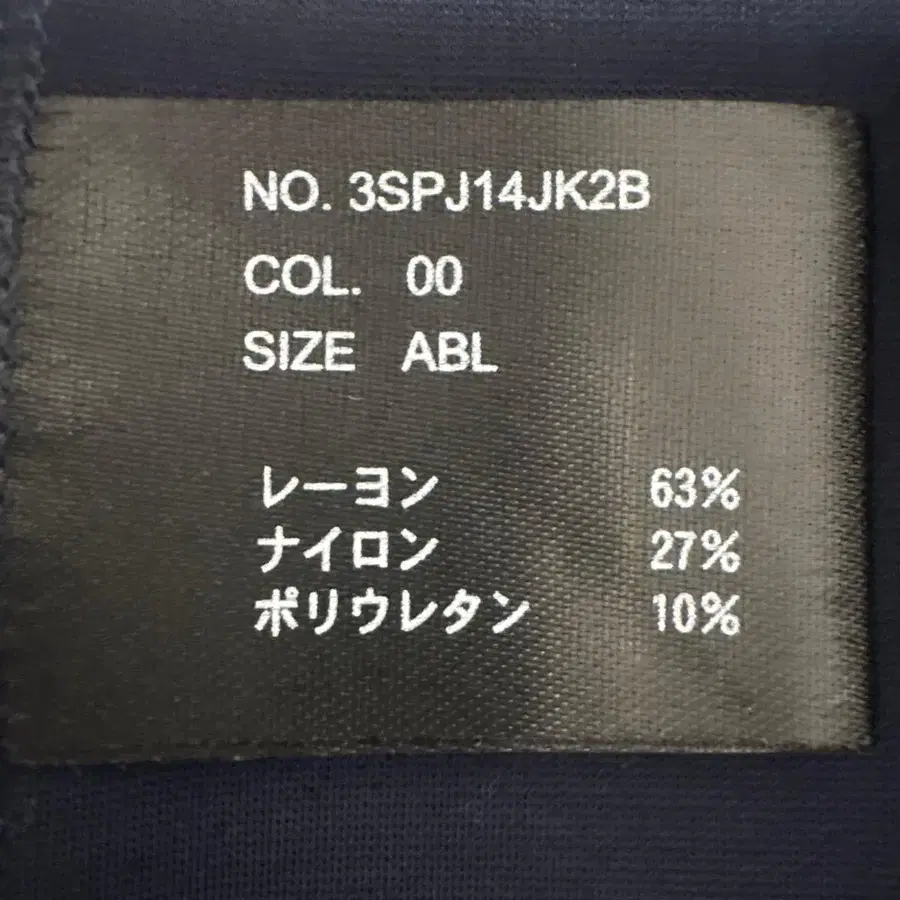 NO. 3SPJ14JK2B
COL. 00
SIZE ABL
レーヨン 63%
ナイロン 27%
ポリウレタン 10%